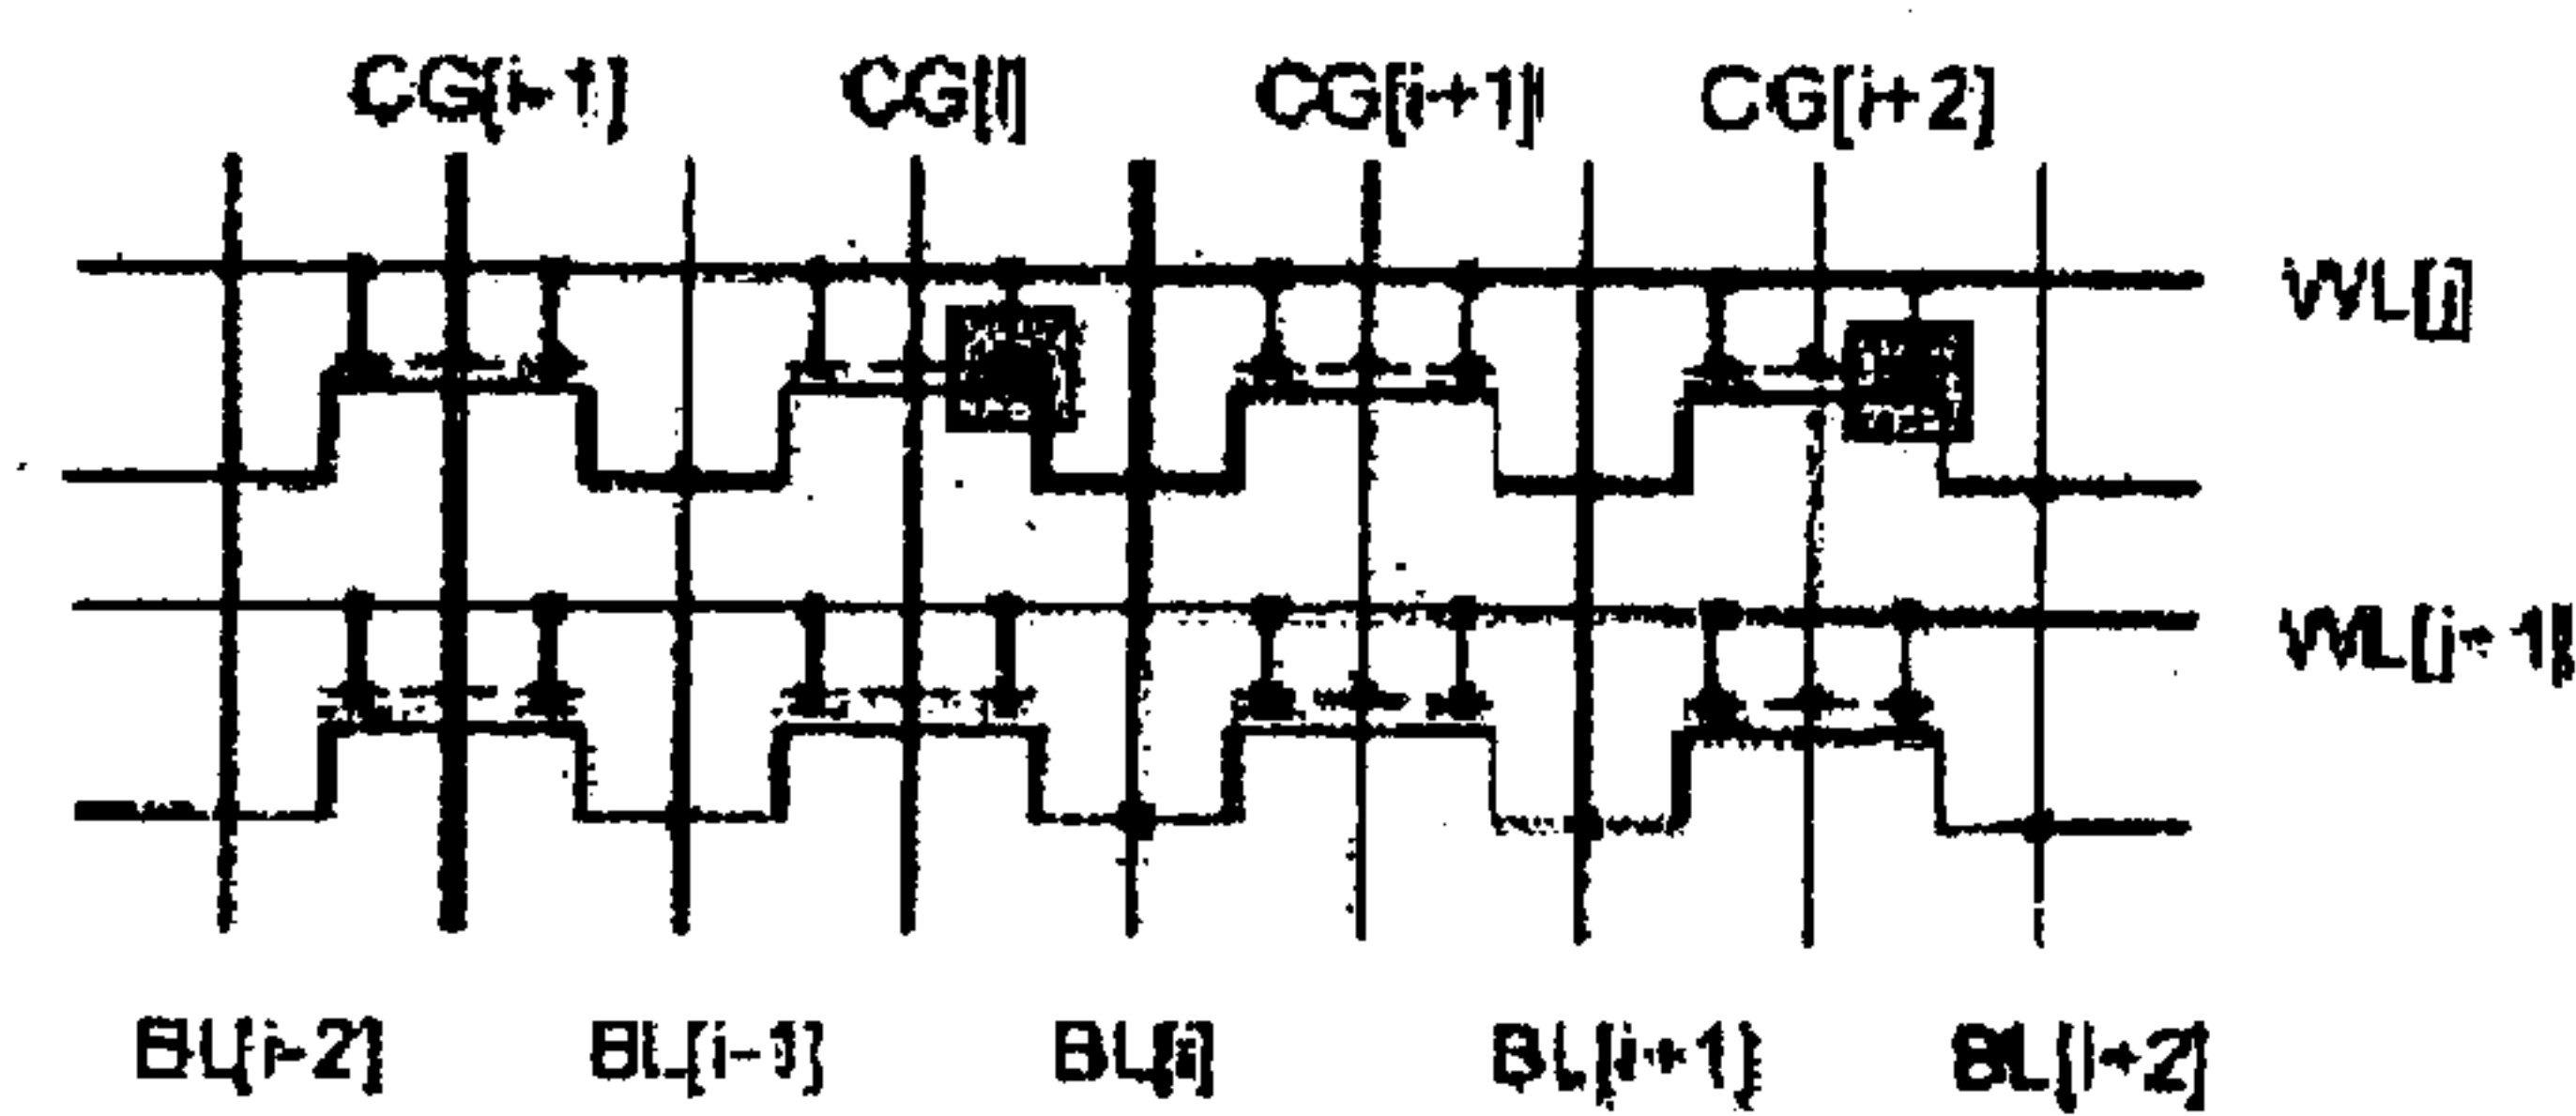 CG[i-1] CG[i] CG[i+1] CG[i+2]
WL[j]
WL[j+1]
BL[i-2] BL[i-1] BL[i] BL[i+1] BL[i+2]